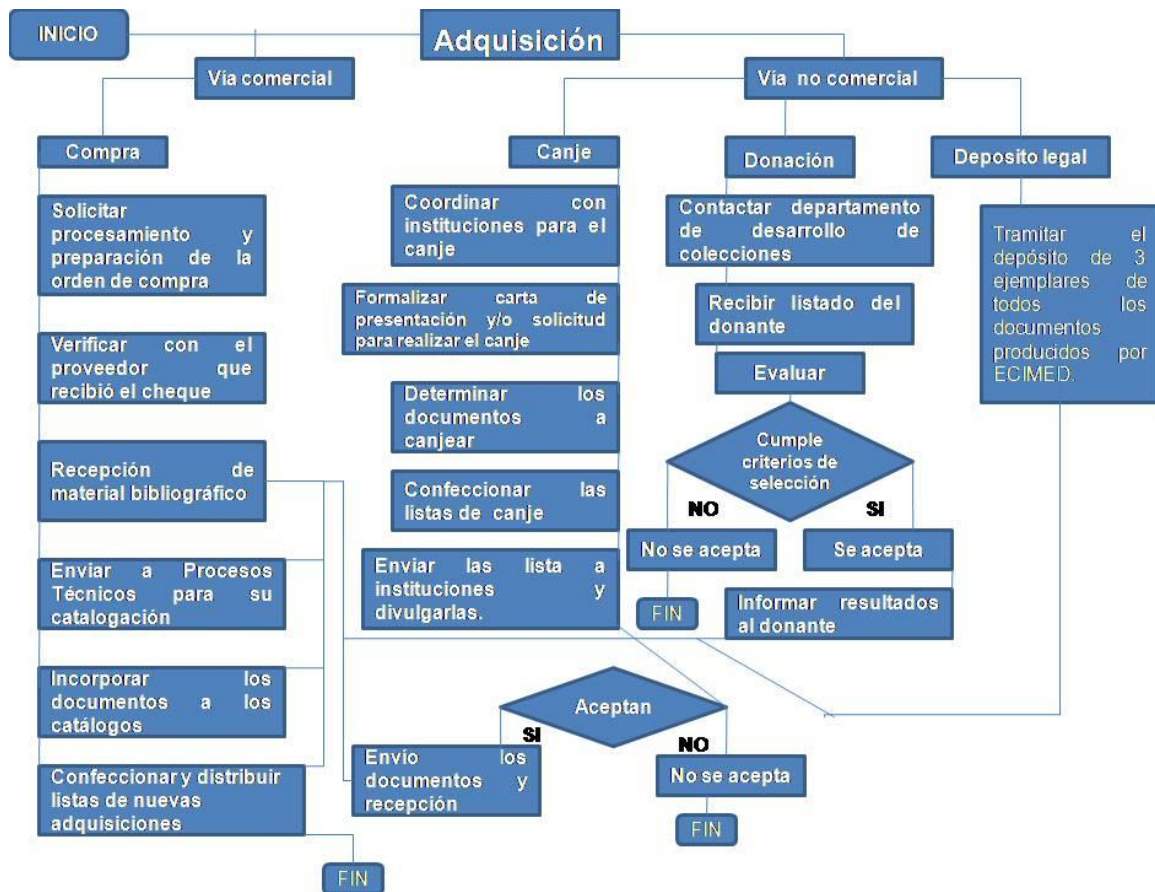 INICIO
Adquisición
Vía comercial
Vía no comercial
Compra
Canje
Donación
Deposito legal
Solicitar
procesamiento y
preparación de la
orden de compra
Verificar con el
proveedor que
recibió el cheque
Recepción de
material bibliográfico
Enviar a Procesos
Técnicos para su
catalogación
Incorporar los
documentos a los
catálogos
Confeccionar y distribuir
listas de nuevas
adquisiciones
FIN
Coordinar con
instituciones para el
canje
Formalizar carta de
presentación y/o solicitud
para realizar el canje
Determinar los
documentos a
canjear
Confeccionar las
listas de canje
Enviar las lista a
instituciones y
divulgarlas.
Aceptan
SI
NO
Envío los
documentos y
recepción
No se acepta
FIN
Contactar departamento
de desarrollo de
colecciones
Recibir listado del
donante
Evaluar
Cumple
criterios de
selección
NO
SI
No se acepta
Se acepta
FIN
Informar resultados
al donante
Tramitar el
depósito de 3
ejemplares de
todos los
documentos
producidos por
ECIMED.